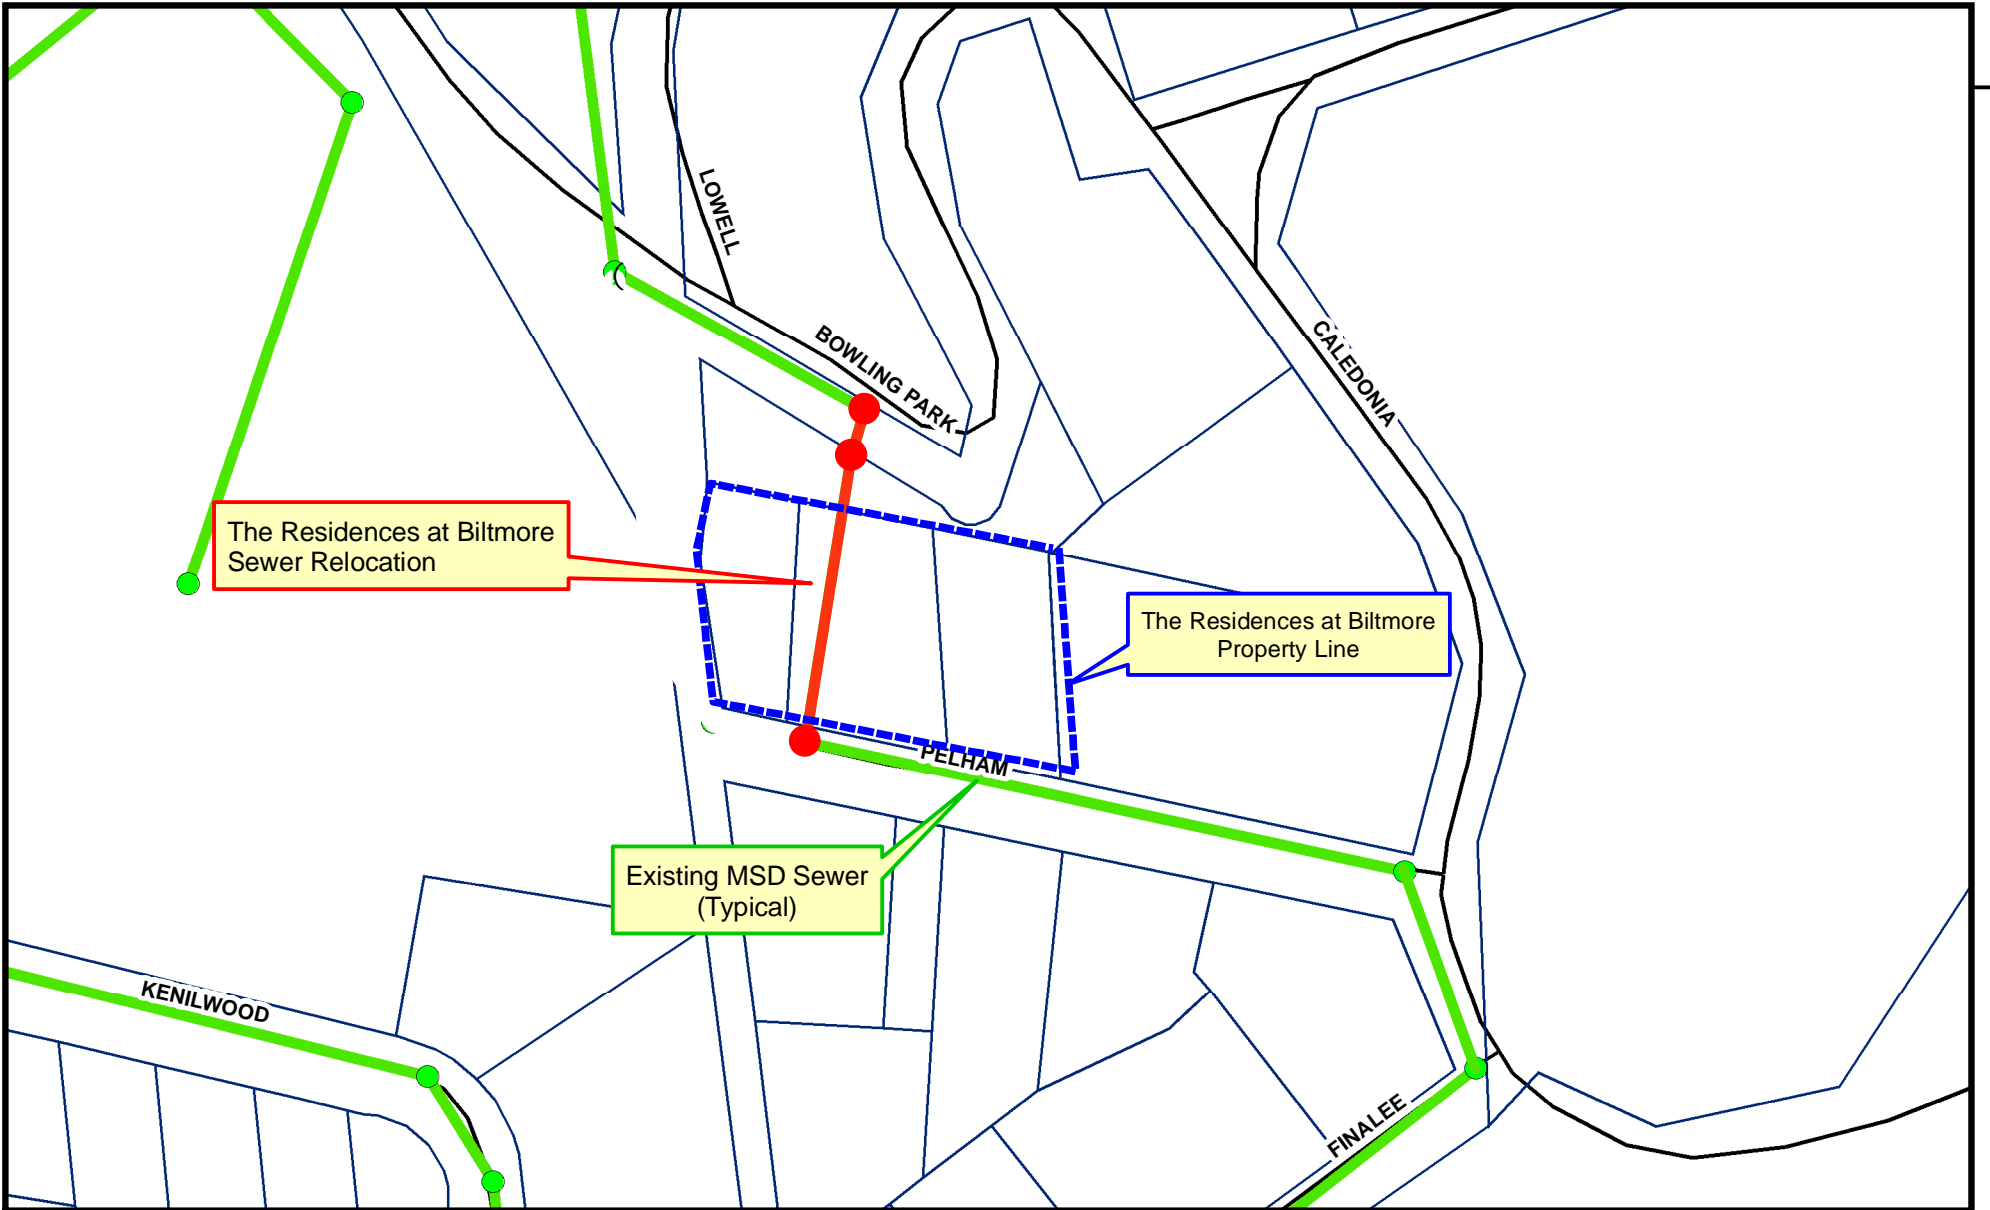 LOWELL
BOWLING PARK
CALEDONIA
The Residences at Biltmore
Sewer Relocation
The Residences at Biltmore
Property Line
PELHAM
Existing MSD Sewer
(Typical)
KENILWOOD
FINALEE